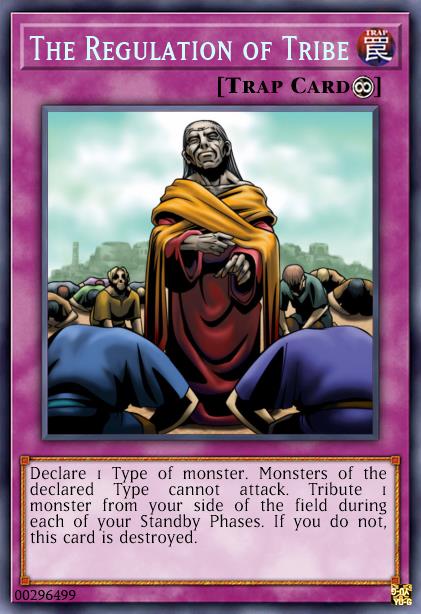 The Regulation of Tribe
TRAP
罠
[Trap Card∞]
Declare 1 Type of monster. Monsters of the
declared Type cannot attack. Tribute 1
monster from your side of the field during
each of your Standby Phases. If you do not,
this card is destroyed.
00296499